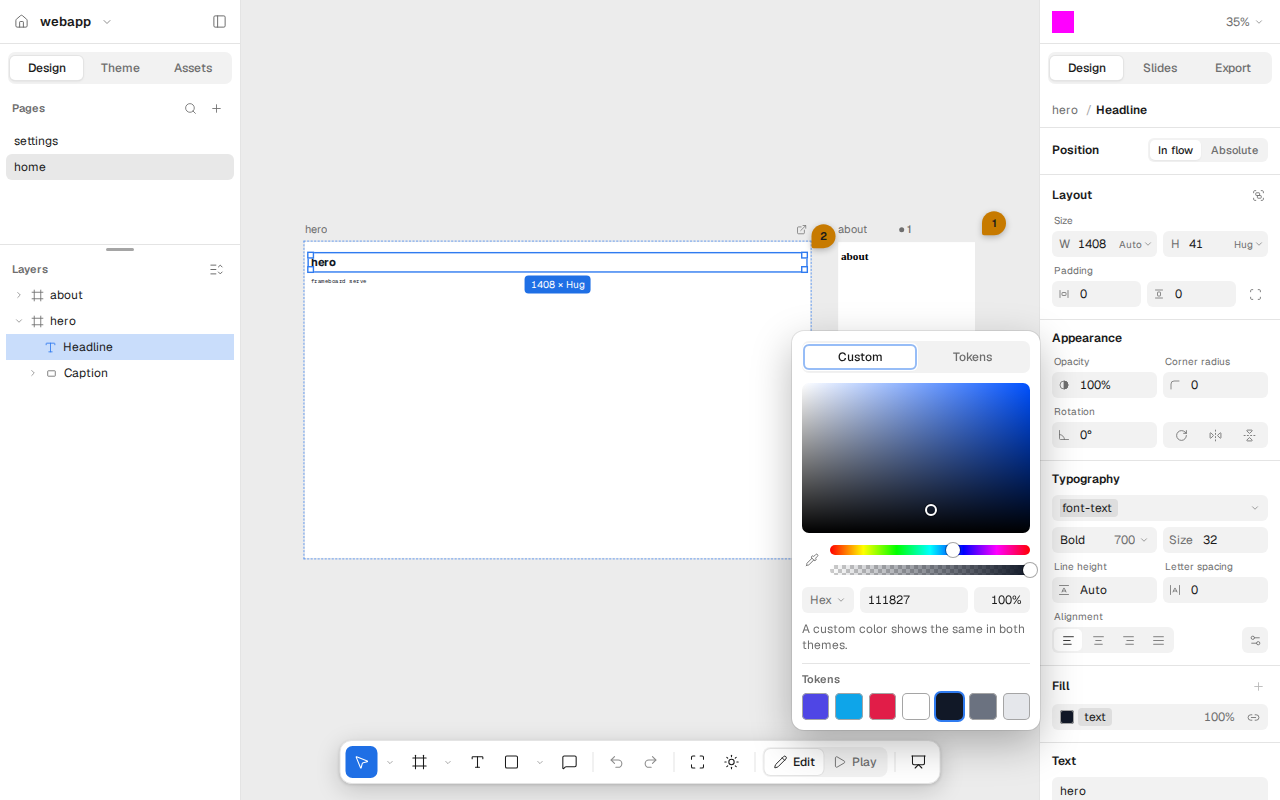 webapp
35%
Design
Theme
Assets
Design
Slides
Export
Pages
hero / Headline
settings
home
Position
In flow
Absolute
Layout
Size
W 1408 Auto
H 41 Hug
Padding
0
0
Layers
about
hero
Headline
Caption
hero
2
about
1
1
hero
frameboard serve
1408 × Hug
about
Custom
Tokens
Hex
111827
100%
A custom color shows the same in both
themes.
Tokens
Appearance
Opacity
Corner radius
100%
0
Rotation
0°
Typography
font-text
Bold 700
Size 32
Line height
Letter spacing
Auto
0
Alignment
Fill
text
100%
Text
hero
Edit
Play